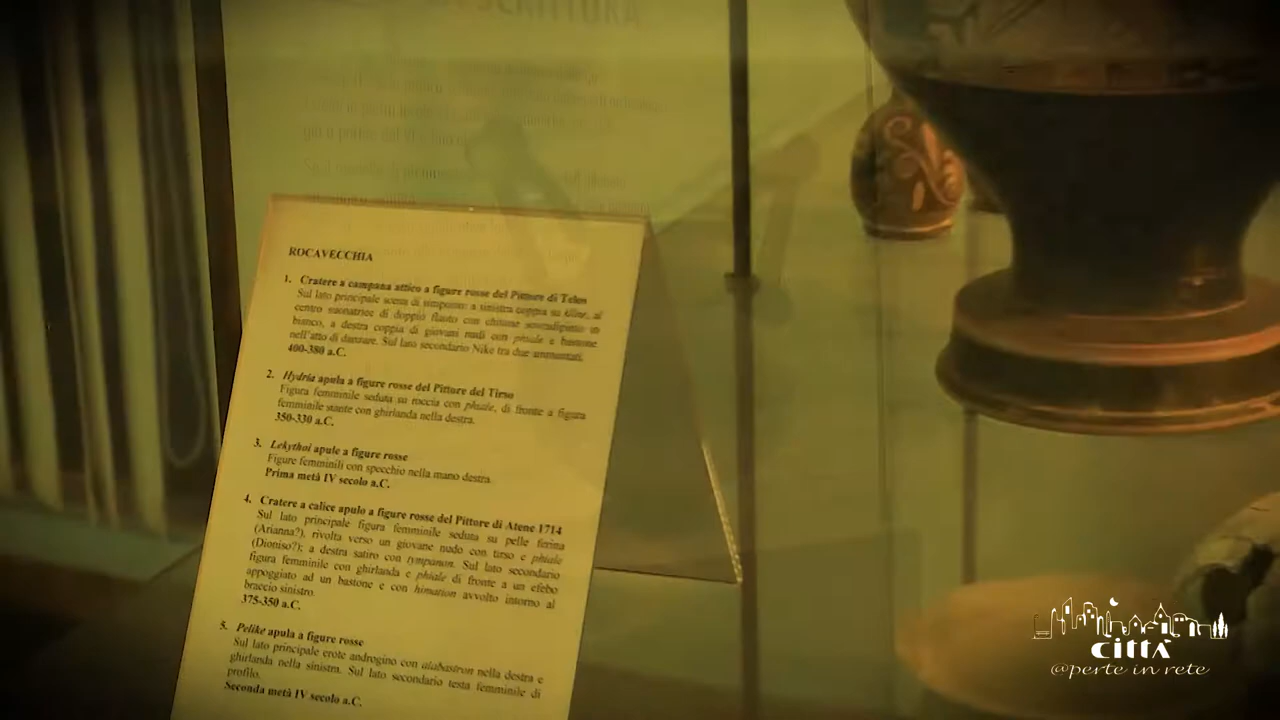 SCRITTURA
ROCAVECCHIA
1. Cratere a campana attico a figure rosse del Pittore di Telos
Sul lato principale scena di simposio: a sinistra coppia su kline, al
centro suonatrice di doppio flauto con chitone sovradipinto in
bianco, a destra coppia di giovani nudi con phiale e bastone
nell'atto di danzare. Sul lato secondario Nike tra due ammantati.
400-380 a.C.
2. Hydria apula a figure rosse del Pittore del Tirso
Figura femminile seduta su roccia con phiale, di fronte a figura
femminile stante con ghirlanda nella destra.
350-330 a.C.
3. Lekythoi apule a figure rosse
Figure femminili con specchio nella mano destra.
Prima metà IV secolo a.C.
4. Cratere a calice apulo a figure rosse del Pittore di Atene 1714
Sul lato principale figura femminile seduta su pelle ferina
(Arianna?), rivolta verso un giovane nudo con tirso e phiale
(Dioniso?); a destra satiro con tympanon. Sul lato secondario
figura femminile con ghirlanda e phiale di fronte a un efebo
appoggiato ad un bastone e con himation avvolto intorno al
braccio sinistro.
375-350 a.C.
5. Pelike apula a figure rosse
Sul lato principale erote androgino con alabastron nella destra e
ghirlanda nella sinistra. Sul lato secondario testa femminile di
profilo.
Seconda metà IV secolo a.C.
CITTÀ
@perte in rete